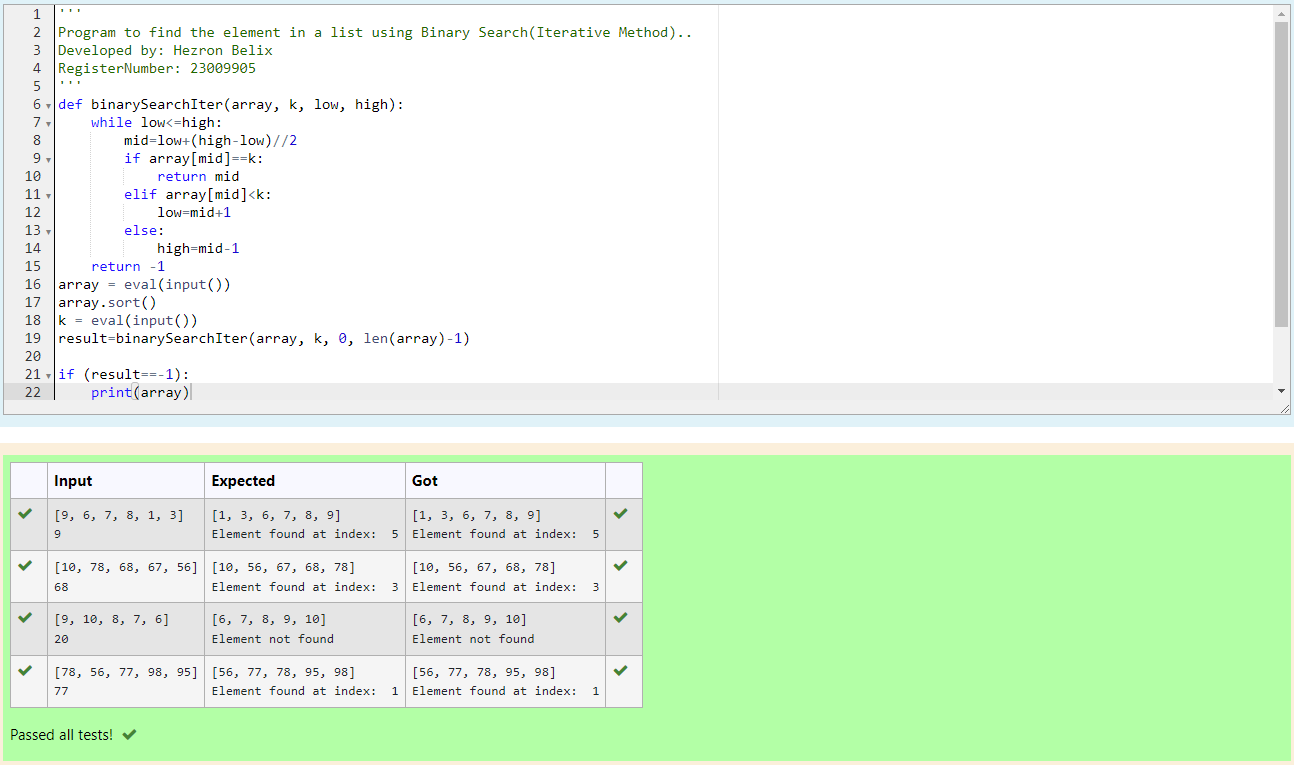 1 '''
2 Program to find the element in a list using Binary Search(Iterative Method)..
3 Developed by: Hezron Belix
4 RegisterNumber: 23009905
5 '''
6 def binarySearchIter(array, k, low, high):
7     while low<=high:
8         mid=low+(high-low)//2
9         if array[mid]==k:
10             return mid
11         elif array[mid]<k:
12             low=mid+1
13         else:
14             high=mid-1
15     return -1
16 array = eval(input())
17 array.sort()
18 k = eval(input())
19 result=binarySearchIter(array, k, 0, len(array)-1)
20
21 if (result==-1):
22     print(array)
Input Expected Got
[9, 6, 7, 8, 1, 3] [1, 3, 6, 7, 8, 9] [1, 3, 6, 7, 8, 9]
9 Element found at index:  5 Element found at index:  5
[10, 78, 68, 67, 56] [10, 56, 67, 68, 78] [10, 56, 67, 68, 78]
68 Element found at index:  3 Element found at index:  3
[9, 10, 8, 7, 6] [6, 7, 8, 9, 10] [6, 7, 8, 9, 10]
20 Element not found Element not found
[78, 56, 77, 98, 95] [56, 77, 78, 95, 98] [56, 77, 78, 95, 98]
77 Element found at index:  1 Element found at index:  1
Passed all tests!